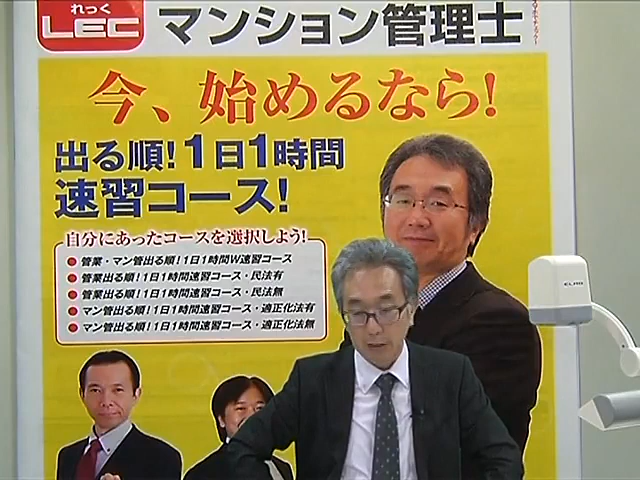 れっく
LEC
マンション管理士
今、始めるなら!
出る順!1日1時間
速習コース!
自分にあったコースを選択しよう!
● 管業・マン管出る順!1日1時間W速習コース
● 管業出る順!1日1時間速習コース・民法有
● 管業出る順!1日1時間速習コース・民法無
● マン管出る順!1日1時間速習コース・適正化法有
● マン管出る順!1日1時間速習コース・適正化法無
ELMO